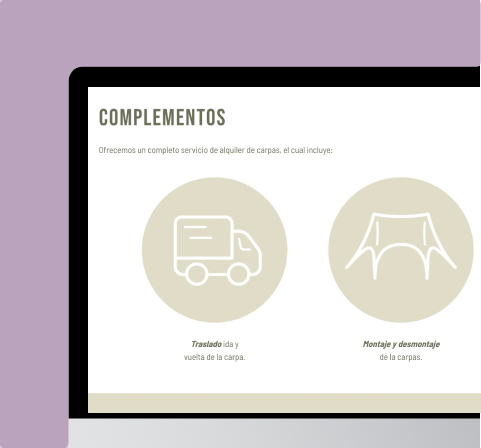 COMPLEMENTOS
Ofrecemos un completo servicio de alquiler de carpas, el cual incluye:
Traslado ida y
vuelta de la carpa.
Montaje y desmontaje
de la carpas.